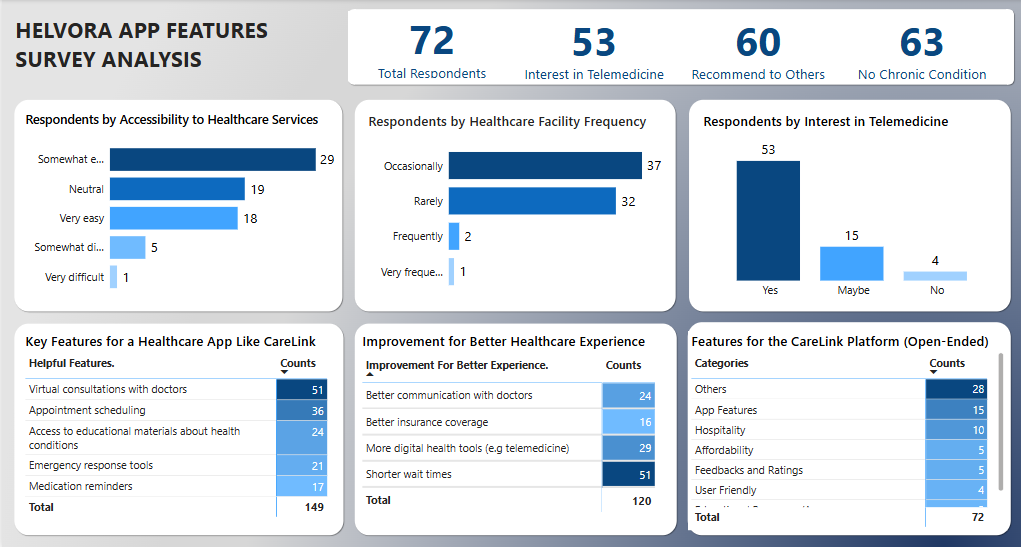 HELVORA APP FEATURES
SURVEY ANALYSIS
72
Total Respondents
53
Interest in Telemedicine
60
Recommend to Others
63
No Chronic Condition
Respondents by Accessibility to Healthcare Services
Somewhat e... 29
Neutral 19
Very easy 18
Somewhat di... 5
Very difficult 1
Respondents by Healthcare Facility Frequency
Occasionally 37
Rarely 32
Frequently 2
Very freque... 1
Respondents by Interest in Telemedicine
53
15
4
Yes Maybe No
Key Features for a Healthcare App Like CareLink
Helpful Features. Counts
Virtual consultations with doctors 51
Appointment scheduling 36
Access to educational materials about health 24
conditions
Emergency response tools 21
Medication reminders 17
Total 149
Improvement for Better Healthcare Experience
Improvement For Better Experience. Counts
Better communication with doctors 24
Better insurance coverage 16
More digital health tools (e.g telemedicine) 29
Shorter wait times 51
Total 120
Features for the CareLink Platform (Open-Ended)
Categories Counts
Others 28
App Features 15
Hospitality 10
Affordability 5
Feedbacks and Ratings 5
User Friendly 4
Total 72